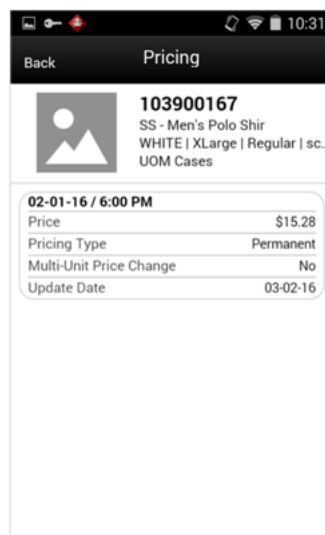 10:31
Back
Pricing
103900167
SS - Men's Polo Shir
WHITE | XLarge | Regular | sc..
UOM Cases
02-01-16 / 6:00 PM
Price $15.28
Pricing Type Permanent
Multi-Unit Price Change No
Update Date 03-02-16